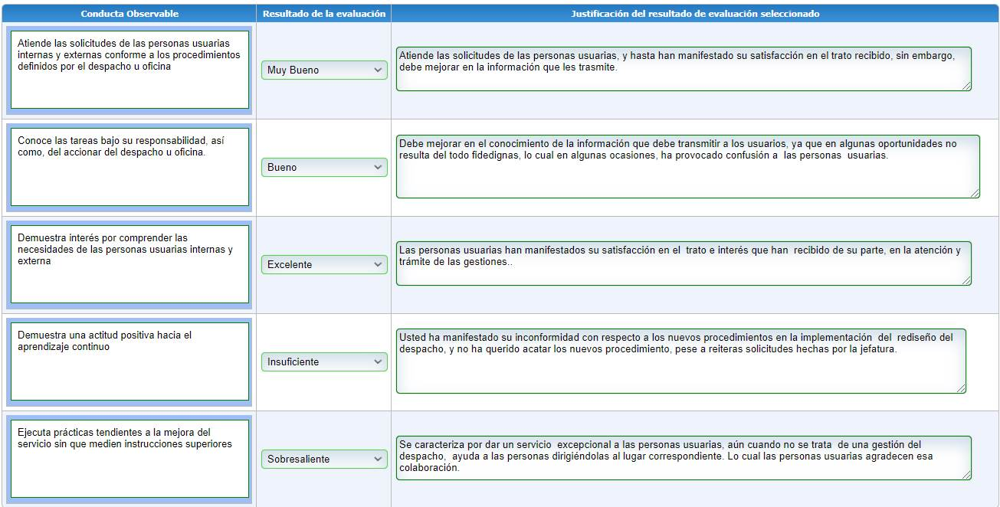 Conducta Observable
Resultado de la evaluación
Justificación del resultado de evaluación seleccionado
Atiende las solicitudes de las personas usuarias
internas y externas conforme a los procedimientos
definidos por el despacho u oficina
Muy Bueno
Atiende las solicitudes de las personas usuarias, y hasta han manifestado su satisfacción en el trato recibido, sin embargo,
debe mejorar en la información que les trasmite.
Conoce las tareas bajo su responsabilidad, así
como, del accionar del despacho u oficina.
Bueno
Debe mejorar en el conocimiento de la información que debe transmitir a los usuarios, ya que en algunas oportunidades no
resulta del todo fidedignas, lo cual en algunas ocasiones, ha provocado confusión a  las personas  usuarias.
Demuestra interés por comprender las
necesidades de las personas usuarias internas y
externa
Excelente
Las personas usuarias han manifestados su satisfacción en el  trato e interés que han  recibido de su parte, en la atención y
trámite de las gestiones..
Demuestra una actitud positiva hacia el
aprendizaje continuo
Insuficiente
Usted ha manifestado su inconformidad con respecto a los nuevos procedimientos en la implementación  del  rediseño del
despacho, y no ha querido acatar los nuevos procedimiento, pese a reiteras solicitudes hechas por la jefatura.
Ejecuta prácticas tendientes a la mejora del
servicio sin que medien instrucciones superiores
Sobresaliente
Se caracteriza por dar un servicio  excepcional a las personas usuarias, aún cuando no se trata  de una gestión del
despacho,  ayuda a las personas dirigiéndolas al lugar correspondiente. Lo cual las personas usuarias agradecen esa
colaboración.